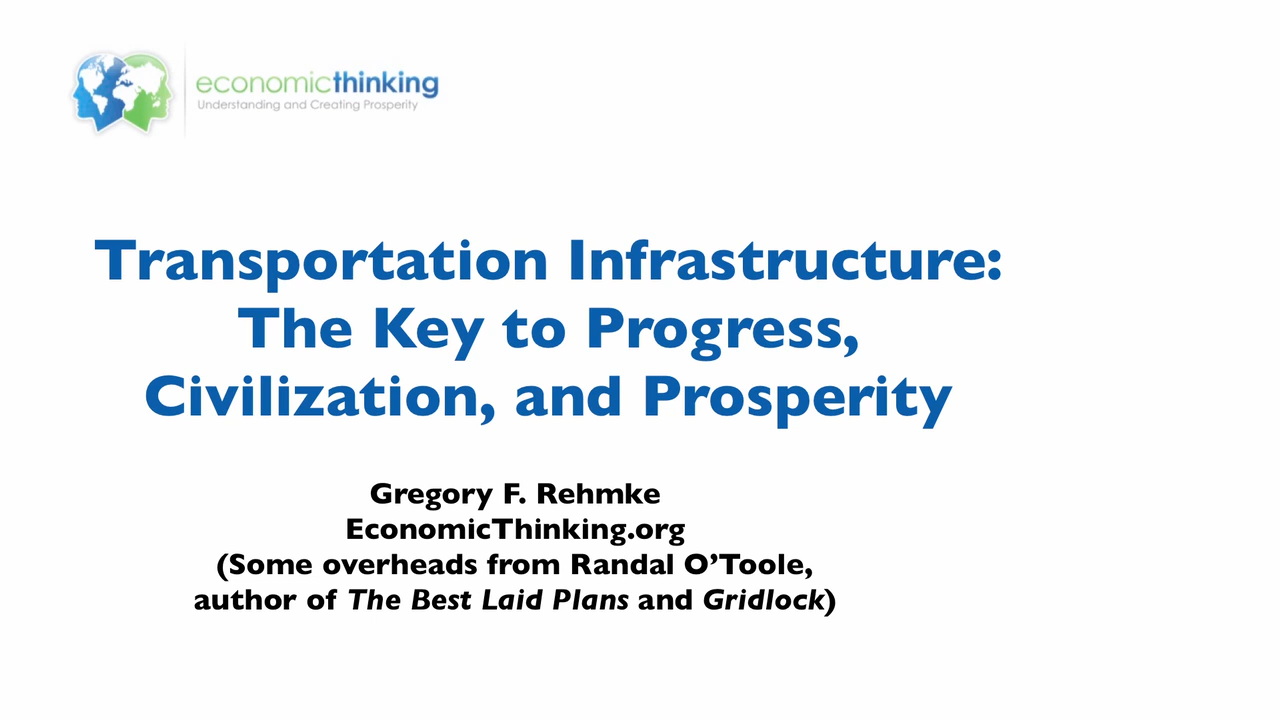 economicthinking
Understanding and Creating Prosperity
Transportation Infrastructure:
The Key to Progress,
Civilization, and Prosperity
Gregory F. Rehmke
EconomicThinking.org
(Some overheads from Randal O’Toole,
author of The Best Laid Plans and Gridlock)